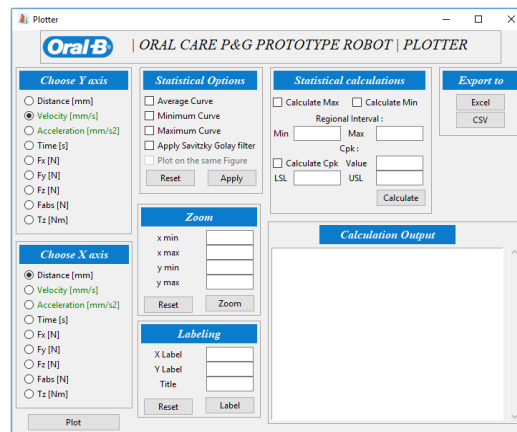 Plotter
Oral-B | ORAL CARE P&G PROTOTYPE ROBOT | PLOTTER
Choose Y axis
Distance [mm]
Velocity [mm/s]
Acceleration [mm/s2]
Time [s]
Fx [N]
Fy [N]
Fz [N]
Fabs [N]
Tz [Nm]
Choose X axis
Distance [mm]
Velocity [mm/s]
Acceleration [mm/s2]
Time [s]
Fx [N]
Fy [N]
Fz [N]
Fabs [N]
Tz [Nm]
Plot
Statistical Options
Average Curve
Minimum Curve
Maximum Curve
Apply Savitzky Golay filter
Plot on the same Figure
Reset Apply
Zoom
x min
x max
y min
y max
Reset Zoom
Labeling
X Label
Y Label
Title
Reset Label
Statistical calculations
Calculate Max Calculate Min
Regional Interval :
Min Max
Cpk :
Calculate Cpk Value
LSL USL
Calculate
Export to
Excel
CSV
Calculation Output